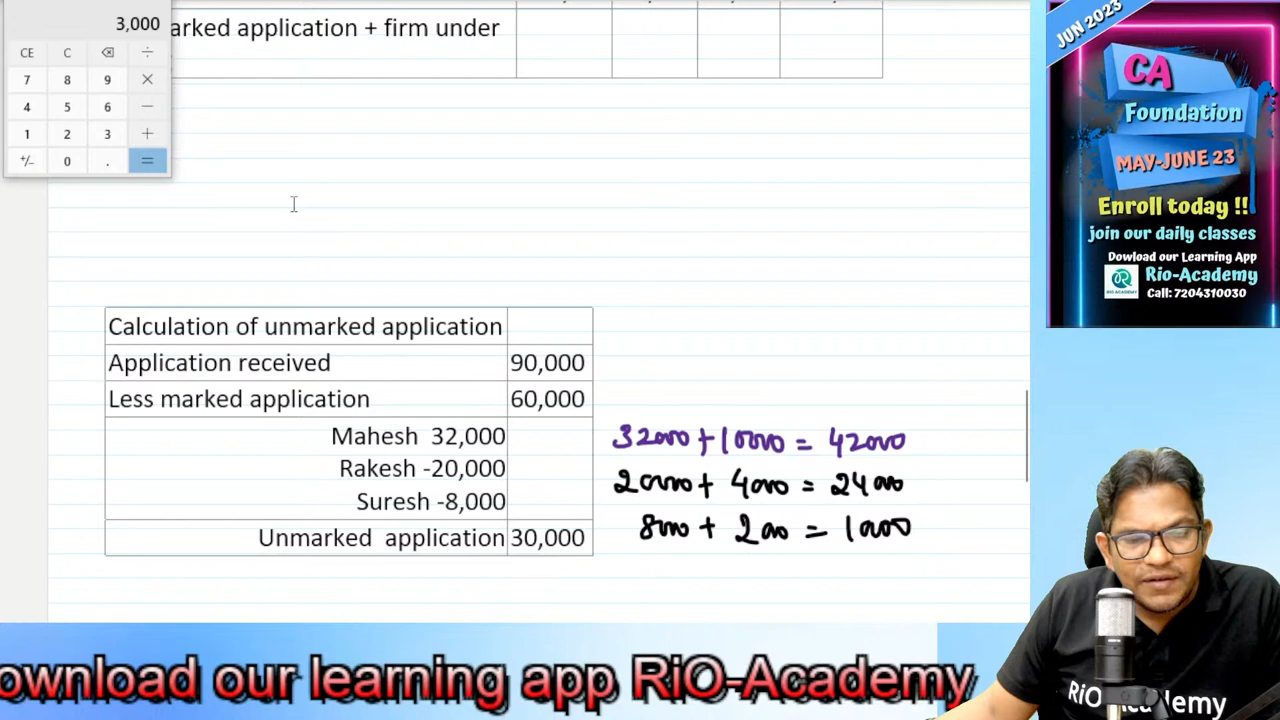 3,000
CE C ⌫ ÷
7 8 9 ×
4 5 6 −
1 2 3 +
+/- 0 . =
arked application + firm under
Calculation of unmarked application
Application received 90,000
Less marked application 60,000
Mahesh 32,000
Rakesh -20,000
Suresh -8,000
Unmarked application 30,000
32000+10000 = 42000
20000+ 4000 = 24000
8000 + 2000 = 10000
JUN 2023
CA
Foundation
MAY-JUNE 23
Enroll today !!
join our daily classes
Dowload our Learning App
Rio-Academy
RIO ACADEMY
Call: 7204310030
ownload our learning app RiO-Academy